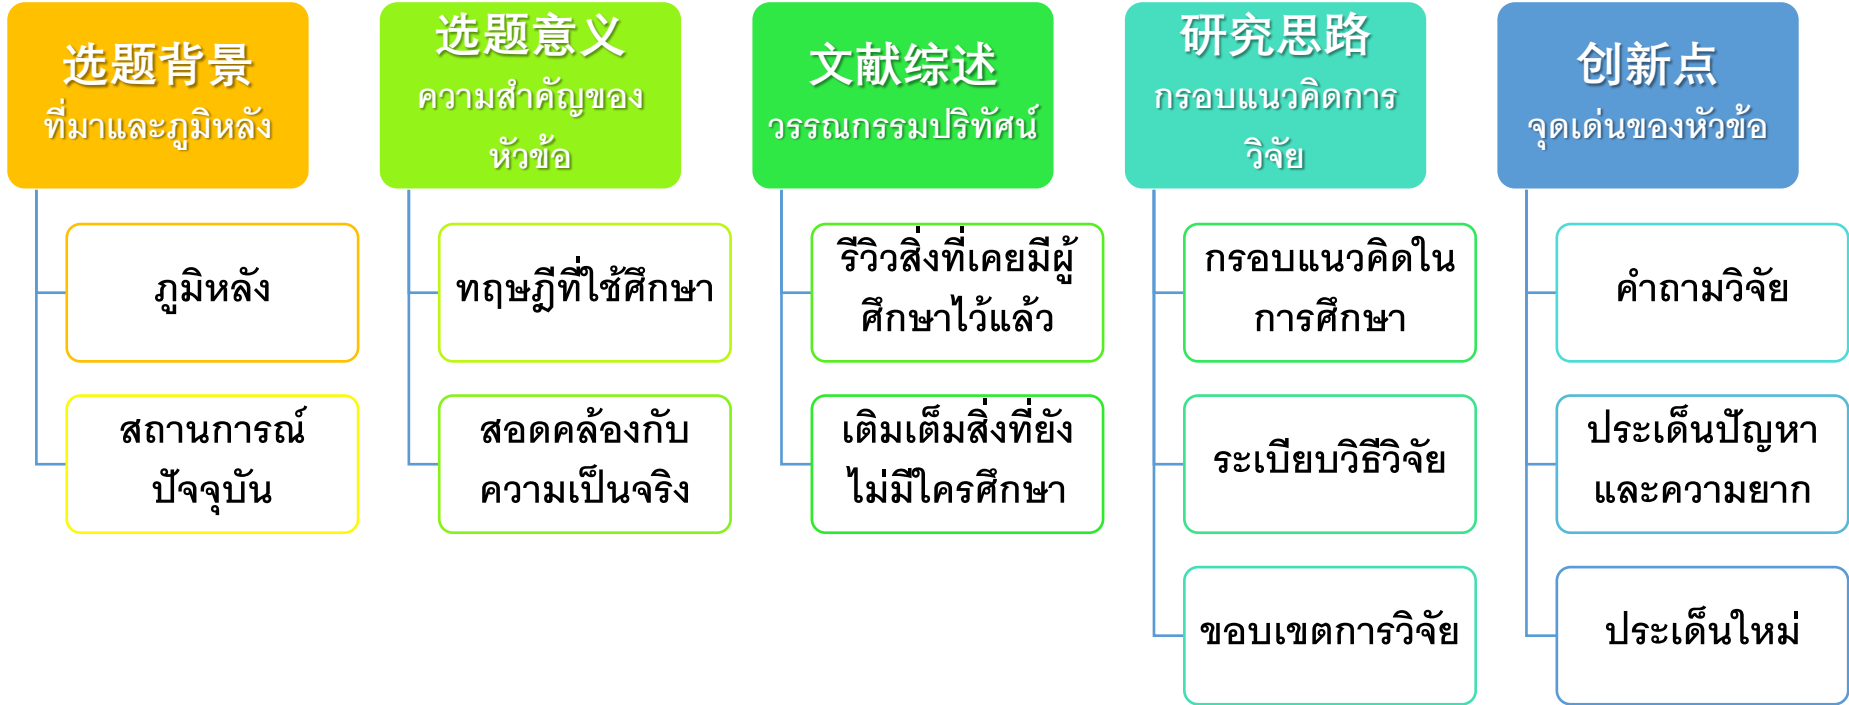 选题背景
ที่มาและภูมิหลัง
ภูมิหลัง
สถานการณ์
ปัจจุบัน
选题意义
ความสำคัญของ
หัวข้อ
ทฤษฎีที่ใช้ศึกษา
สอดคล้องกับ
ความเป็นจริง
文献综述
วรรณกรรมปริทัศน์
รีวิวสิ่งที่เคยมีผู้
ศึกษาไว้แล้ว
เติมเต็มสิ่งที่ยัง
ไม่มีใครศึกษา
研究思路
กรอบแนวคิดการ
วิจัย
กรอบแนวคิดใน
การศึกษา
ระเบียบวิธีวิจัย
ขอบเขตการวิจัย
创新点
จุดเด่นของหัวข้อ
คำถามวิจัย
ประเด็นปัญหา
และความยาก
ประเด็นใหม่